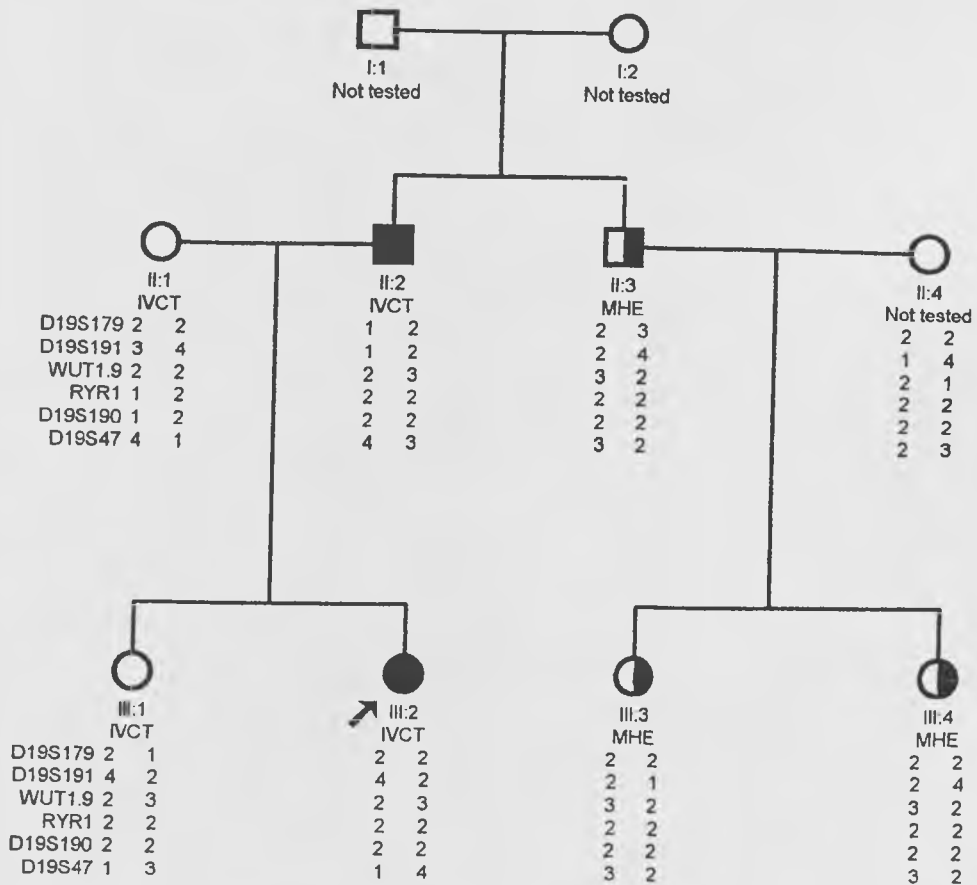 I:1
Not tested
I:2
Not tested
II:1
IVCT
D19S179 2 2
D19S191 3 4
WUT1.9 2 2
RYR1 1 2
D19S190 1 2
D19S47 4 1
II:2
IVCT
1 2
1 2
2 3
2 2
2 2
4 3
II:3
MHE
2 3
2 4
3 2
2 2
2 2
3 2
II:4
Not tested
2 2
1 4
2 1
2 2
2 2
2 3
III:1
IVCT
D19S179 2 1
D19S191 4 2
WUT1.9 2 3
RYR1 2 2
D19S190 2 2
D19S47 1 3
III:2
IVCT
2 2
4 2
2 3
2 2
2 2
1 4
III:3
MHE
2 2
2 1
3 2
2 2
2 2
3 2
III:4
MHE
2 2
2 4
3 2
2 2
2 2
3 2